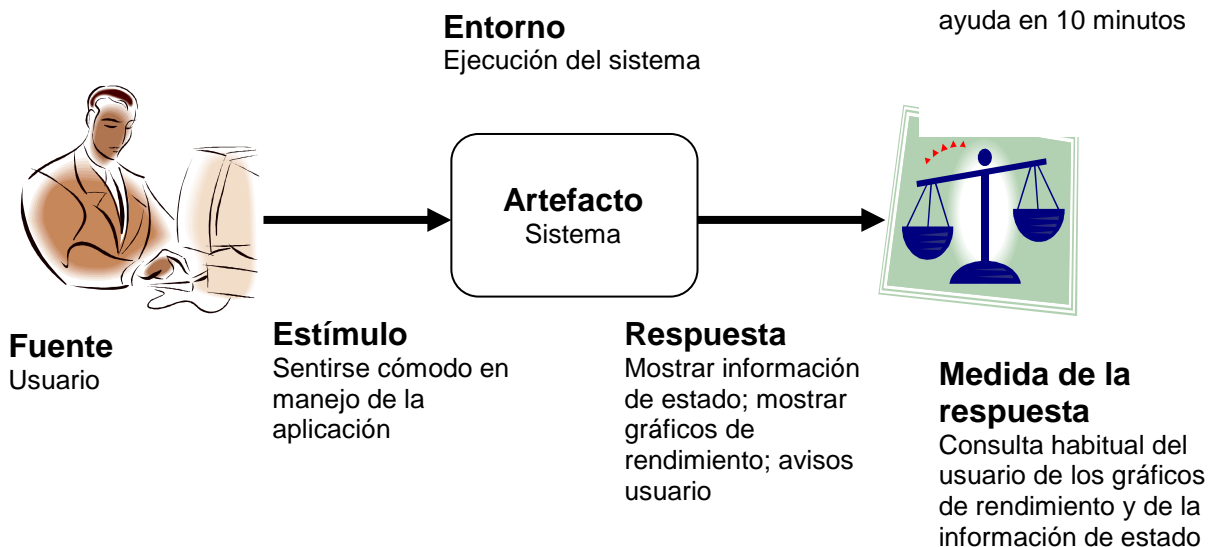 ayuda en 10 minutos
Entorno
Ejecución del sistema
Artefacto
Sistema
Fuente
Usuario
Estímulo
Sentirse cómodo en
manejo de la
aplicación
Respuesta
Mostrar información
de estado; mostrar
gráficos de
rendimiento; avisos
usuario
Medida de la
respuesta
Consulta habitual del
usuario de los gráficos
de rendimiento y de la
información de estado